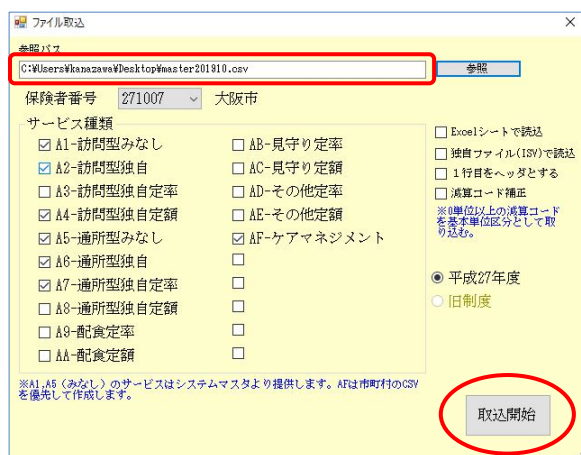 ファイル取込
参照パス
C:¥Users¥kanazawa¥Desktop¥master201910.csv
参照
保険者番号 271007 大阪市
サービス種類
A1-訪問型みなし
A2-訪問型独自
A3-訪問型独自定率
A4-訪問型独自定額
A5-通所型みなし
A6-通所型独自
A7-通所型独自定率
A8-通所型独自定額
A9-配食定率
AA-配食定額
AB-見守り定率
AC-見守り定額
AD-その他定率
AE-その他定額
AF-ケアマネジメント
Excelシートで読込
独自ファイル(ISV)で読込
1行目をヘッダとする
減算コード補正
※0単位以上の減算コード
を基本単位区分として取
り込む。
平成27年度
旧制度
※A1,A5（みなし）のサービスはシステムマスタより提供します。AFは市町村のCSV
を優先して作成します。
取込開始